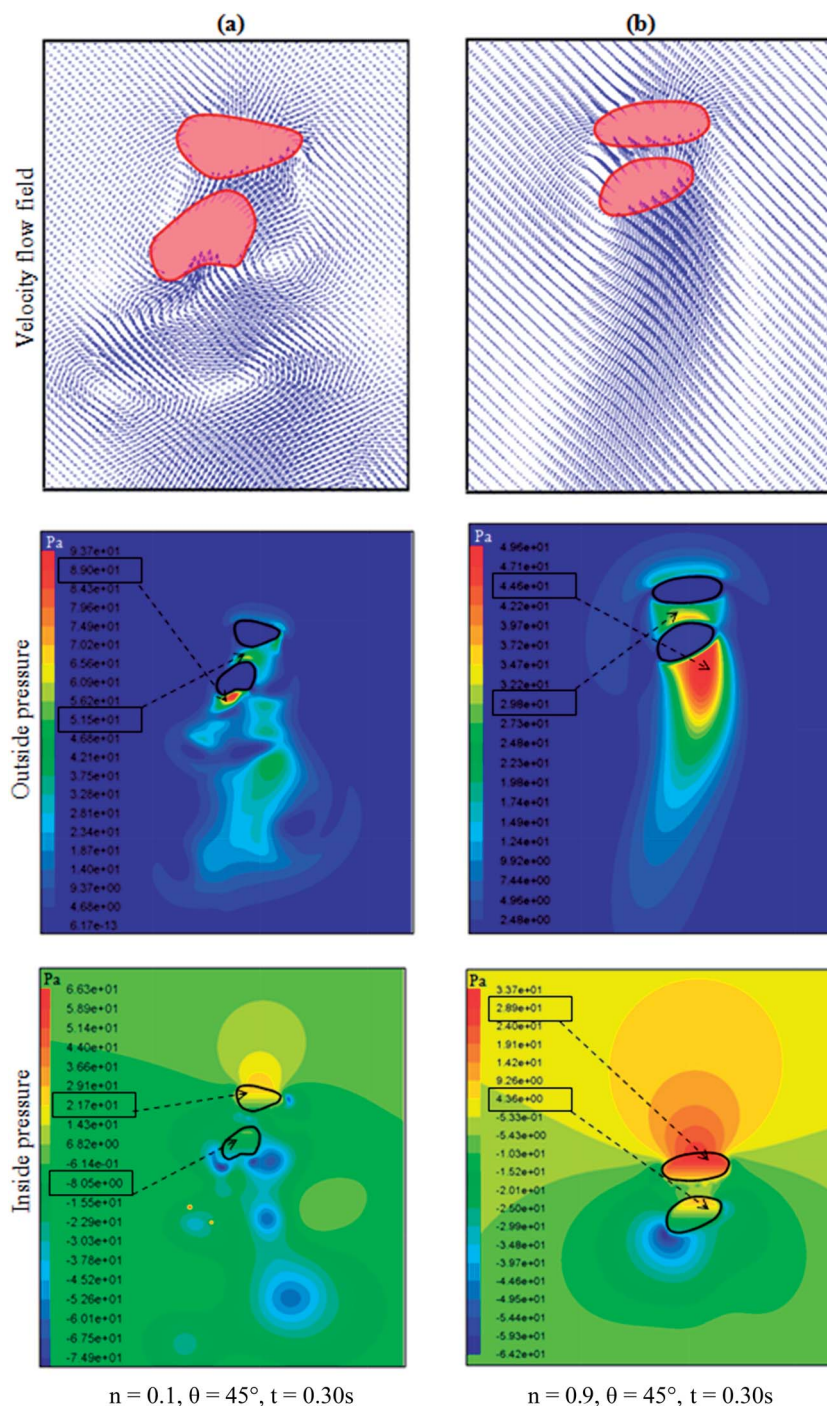 (a)
(b)
Velocity flow field
Outside pressure
Pa
9.37e+01
8.90e+01
8.43e+01
7.96e+01
7.49e+01
7.02e+01
6.56e+01
6.09e+01
5.62e+01
5.15e+01
4.68e+01
4.21e+01
3.75e+01
3.28e+01
2.81e+01
2.34e+01
1.87e+01
1.40e+01
9.37e+00
4.68e+00
6.17e-13
Pa
4.96e+01
4.71e+01
4.46e+01
4.22e+01
3.97e+01
3.72e+01
3.47e+01
3.22e+01
2.98e+01
2.73e+01
2.48e+01
2.23e+01
1.98e+01
1.74e+01
1.49e+01
1.24e+01
9.92e+00
7.44e+00
4.96e+00
2.48e+00
Inside pressure
Pa
6.63e+01
5.89e+01
5.14e+01
4.40e+01
3.66e+01
2.91e+01
2.17e+01
1.43e+01
6.82e+00
-6.14e-01
-8.05e+00
-1.55e+01
-2.29e+01
-3.03e+01
-3.78e+01
-4.52e+01
-5.26e+01
-6.01e+01
-6.75e+01
-7.49e+01
Pa
3.37e+01
2.89e+01
2.40e+01
1.91e+01
1.42e+01
9.26e+00
4.36e+00
-5.33e-01
-5.43e+00
-1.03e+01
-1.52e+01
-2.01e+01
-2.50e+01
-2.99e+01
-3.48e+01
-3.97e+01
-4.46e+01
-4.95e+01
-5.44e+01
-5.93e+01
-6.42e+01
n = 0.1, θ = 45°, t = 0.30s
n = 0.9, θ = 45°, t = 0.30s